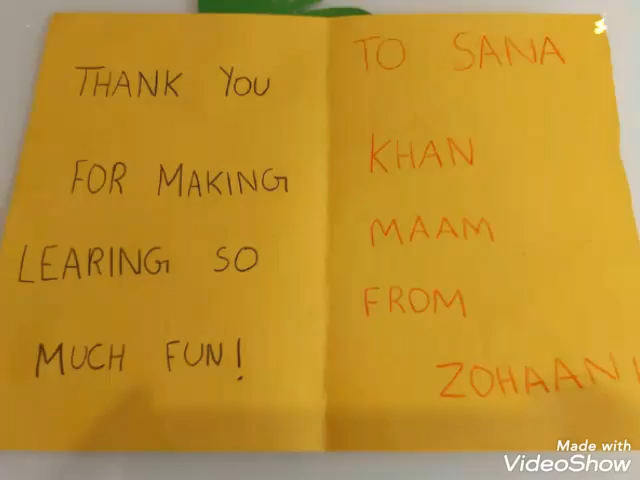 THANK YOU
FOR MAKING
LEARING SO
MUCH FUN!
TO SANA
KHAN
MAAM
FROM
ZOHAAN
Made with
VideoShow